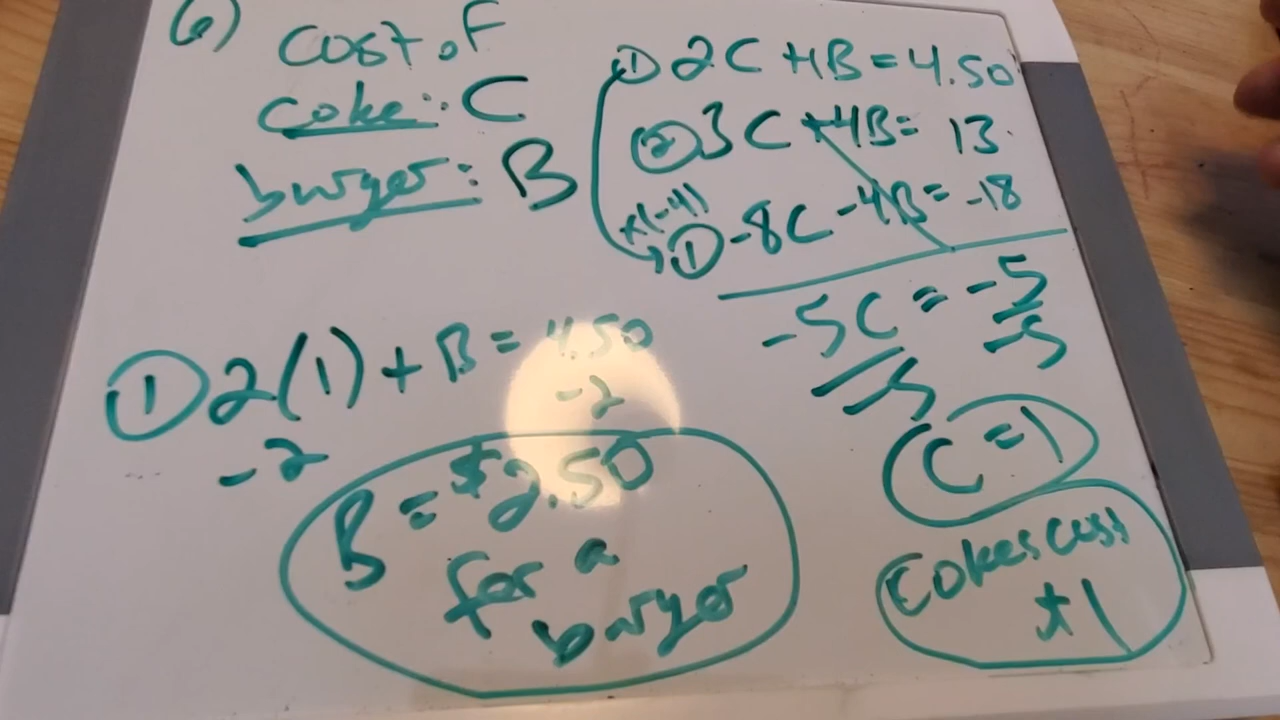 6)
cost of
coke: C
burger: B
① 2C + 1B = 4.50
② 3C + 4B = 13
x(-4)
① -8C - 4B = -18
-5C = -5
-5 -5
C = 1
Cokes cost
$1
① 2(1) + B = 4.50
-2 -2
B = $2.50
for a
burger